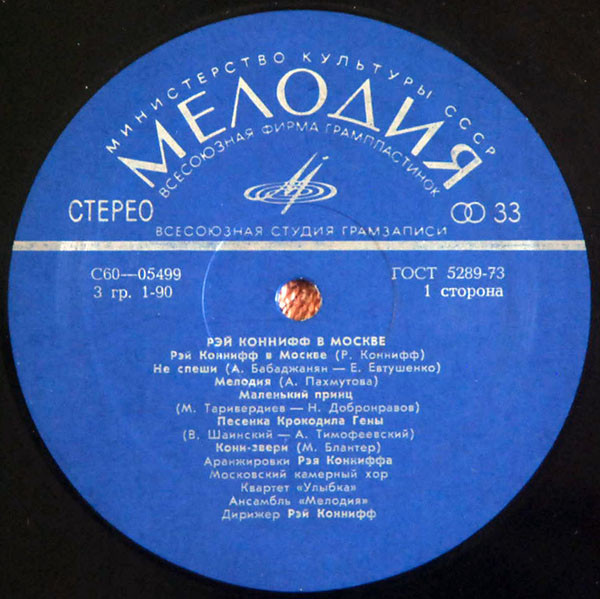 МИНИСТЕРСТВО КУЛЬТУРЫ СССР
МЕЛОДИЯ
ВСЕСОЮЗНАЯ ФИРМА ГРАМПЛАСТИНОК
СТЕРЕО
33
ВСЕСОЮЗНАЯ СТУДИЯ ГРАМЗАПИСИ
С60—05499
ГОСТ 5289-73
3 гр. 1-90
1 сторона
РЭЙ КОННИФФ В МОСКВЕ
Рэй Коннифф в Москве (Р. Коннифф)
Не спеши (А. Бабаджанян — Е. Евтушенко)
Мелодия (А. Пахмутова)
Маленький принц
(М. Таривердиев — Н. Добронравов)
Песенка Крокодила Гены
(В. Шаинский — А. Тимофеевский)
Кони-звери (М. Блантер)
Аранжировки Рэя Конниффа
Московский камерный хор
Квартет «Улыбка»
Ансамбль «Мелодия»
Дирижер Рэй Коннифф